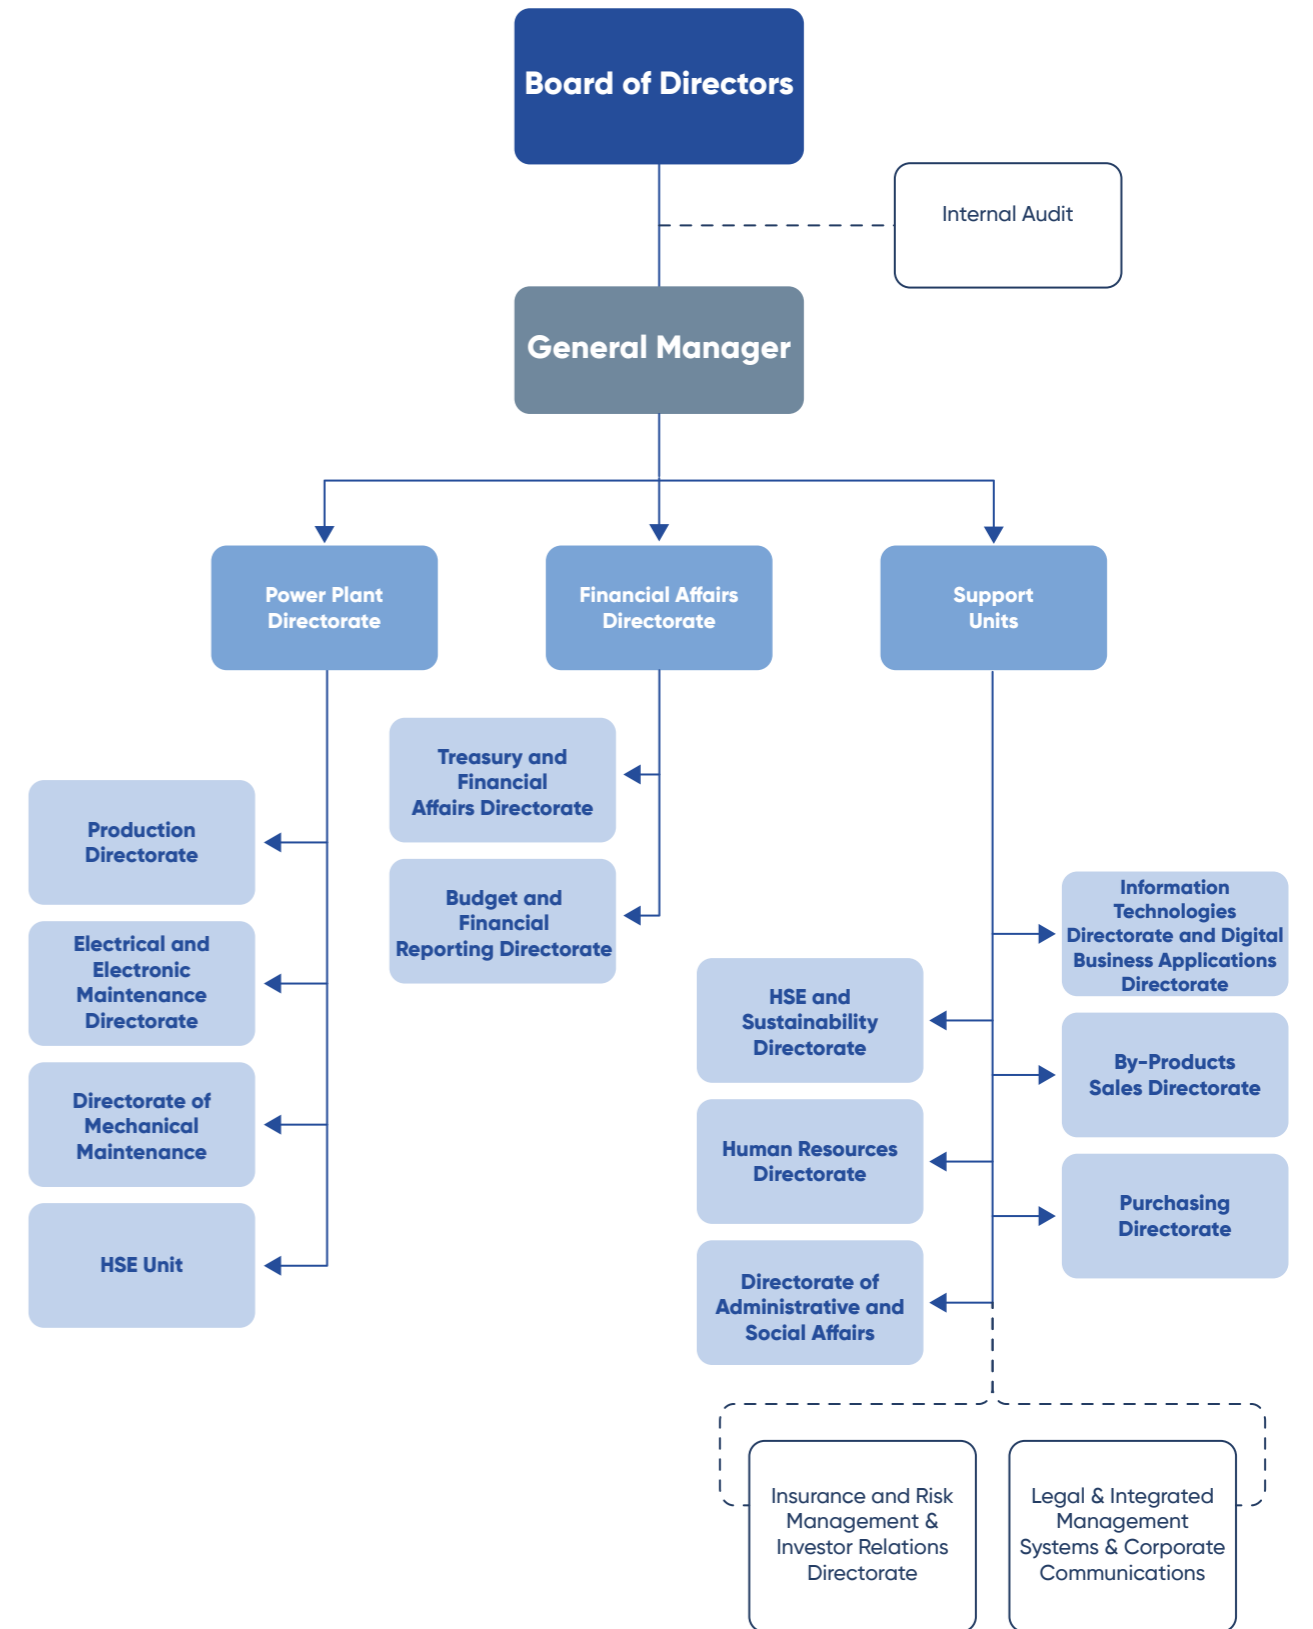 Board of Directors
Internal Audit
General Manager
Power Plant
Directorate
Financial Affairs
Directorate
Support
Units
Treasury and
Financial
Affairs Directorate
Budget and
Financial
Reporting Directorate
Production
Directorate
Electrical and
Electronic
Maintenance
Directorate
Directorate of
Mechanical
Maintenance
HSE Unit
Information
Technologies
Directorate and Digital
Business Applications
Directorate
HSE and
Sustainability
Directorate
By-Products
Sales Directorate
Human Resources
Directorate
Purchasing
Directorate
Directorate of
Administrative and
Social Affairs
Insurance and Risk
Management &
Investor Relations
Directorate
Legal & Integrated
Management
Systems & Corporate
Communications